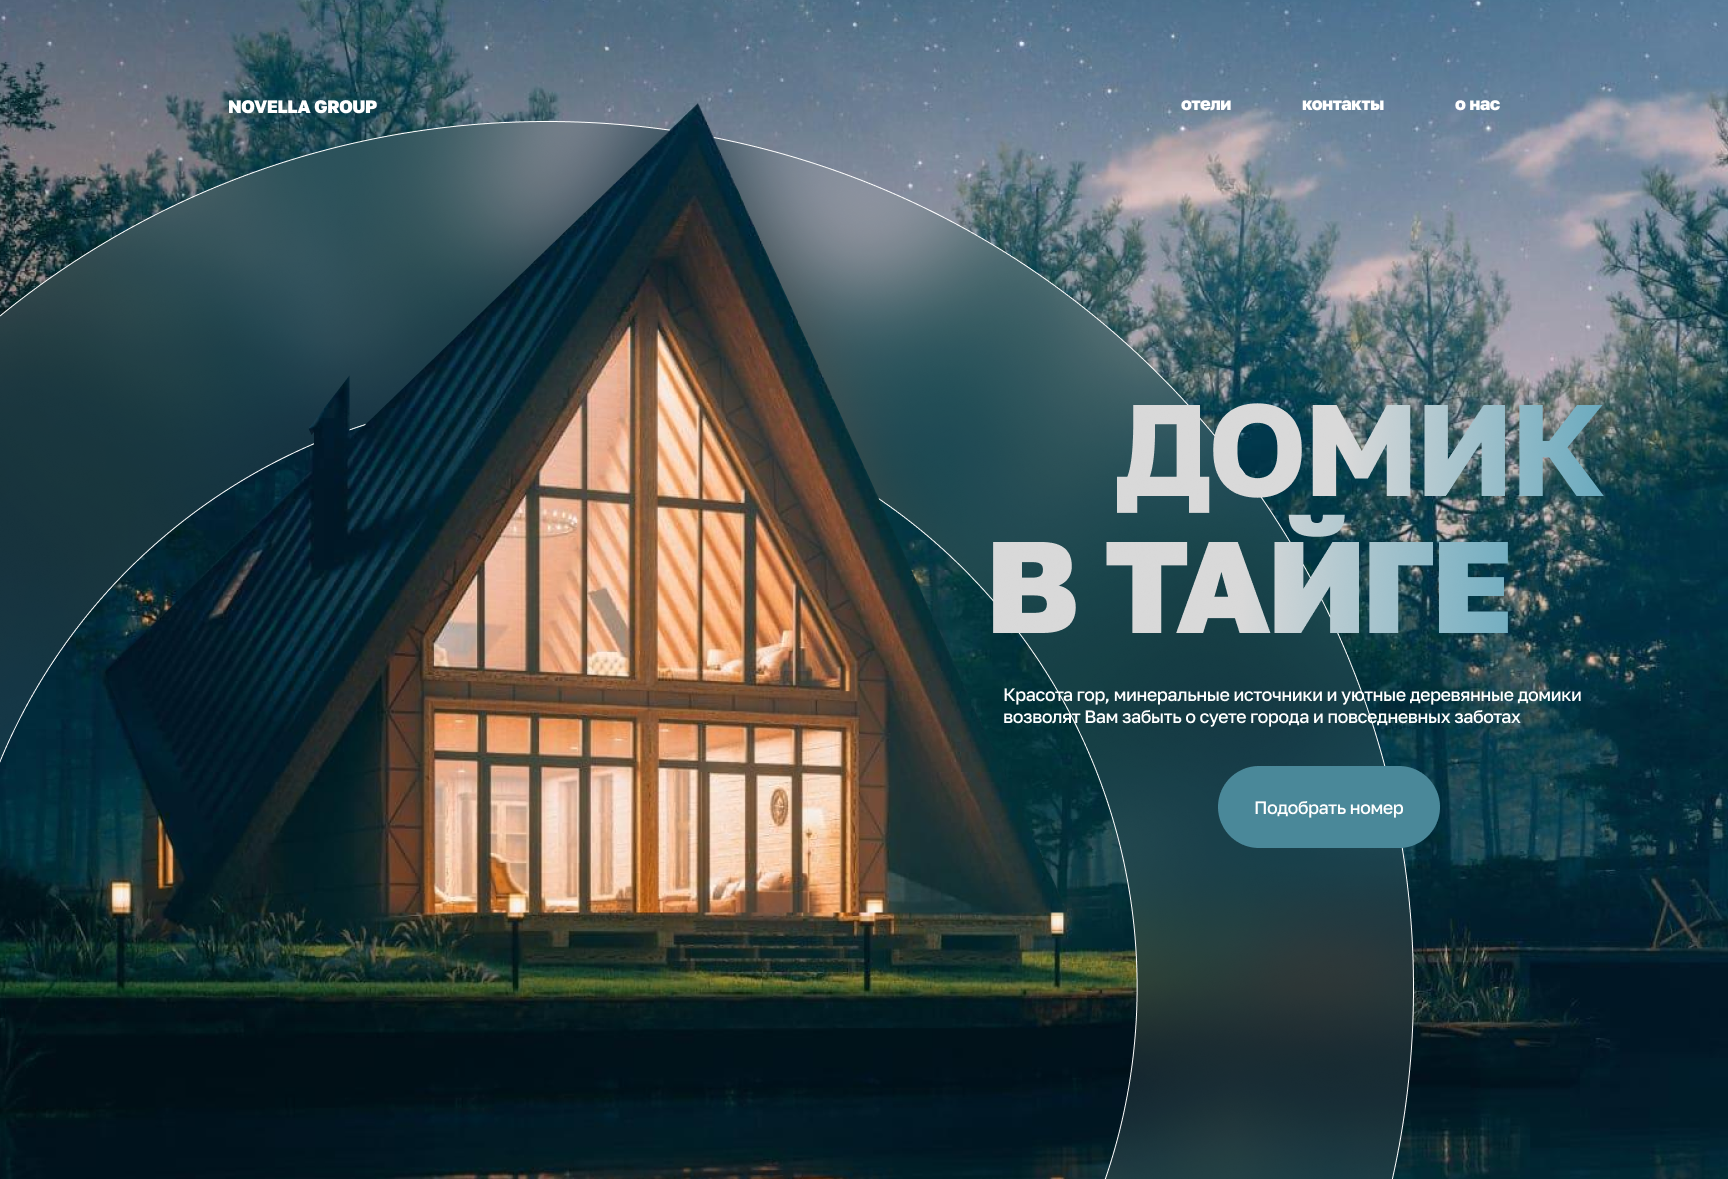 NOVELLA GROUP
отели
контакты
о нас
ДОМИК
В ТАЙГЕ
Красота гор, минеральные источники и уютные деревянные домики
возволят Вам забыть о суете города и повседневных заботах
Подобрать номер